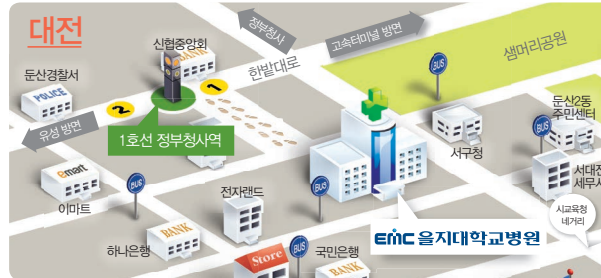 대전
정부청사
고속터미널 방면
신협중앙회
BANK
한밭대로
샘머리공원
둔산경찰서
POLICE
BUS
2
1
유성 방면
1호선 정부청사역
서구청
둔산2동
주민센터
BUS
서대전
세무서
emart
이마트
BUS
전자랜드
BUS
시교육청
네거리
EMC 을지대학교병원
하나은행
BANK
Store
BUS
국민은행
BANK